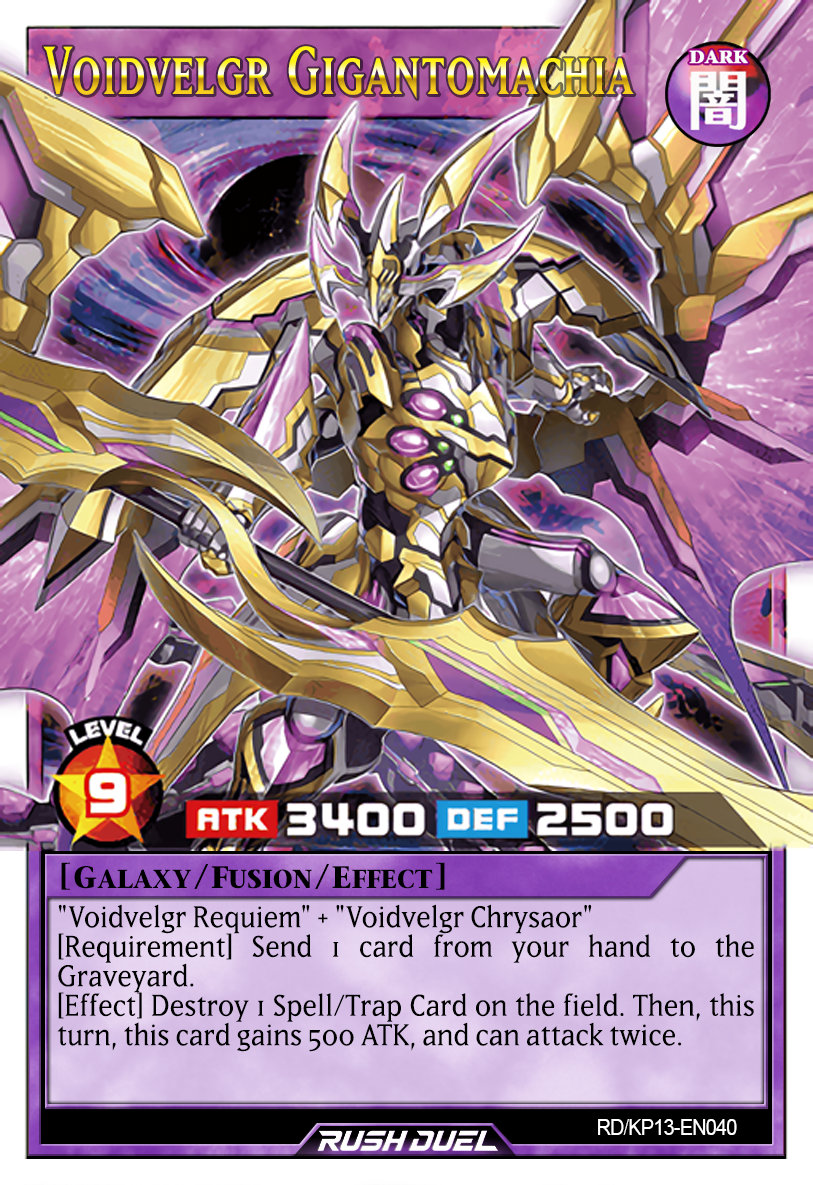 Voidvelgr Gigantomachia
DARK
闇
LEVEL
9
ATK 3400 DEF 2500
[Galaxy/Fusion/Effect]
"Voidvelgr Requiem" + "Voidvelgr Chrysaor"
[Requirement] Send 1 card from your hand to the
Graveyard.
[Effect] Destroy 1 Spell/Trap Card on the field. Then, this
turn, this card gains 500 ATK, and can attack twice.
RD/KP13-EN040
RUSH DUEL